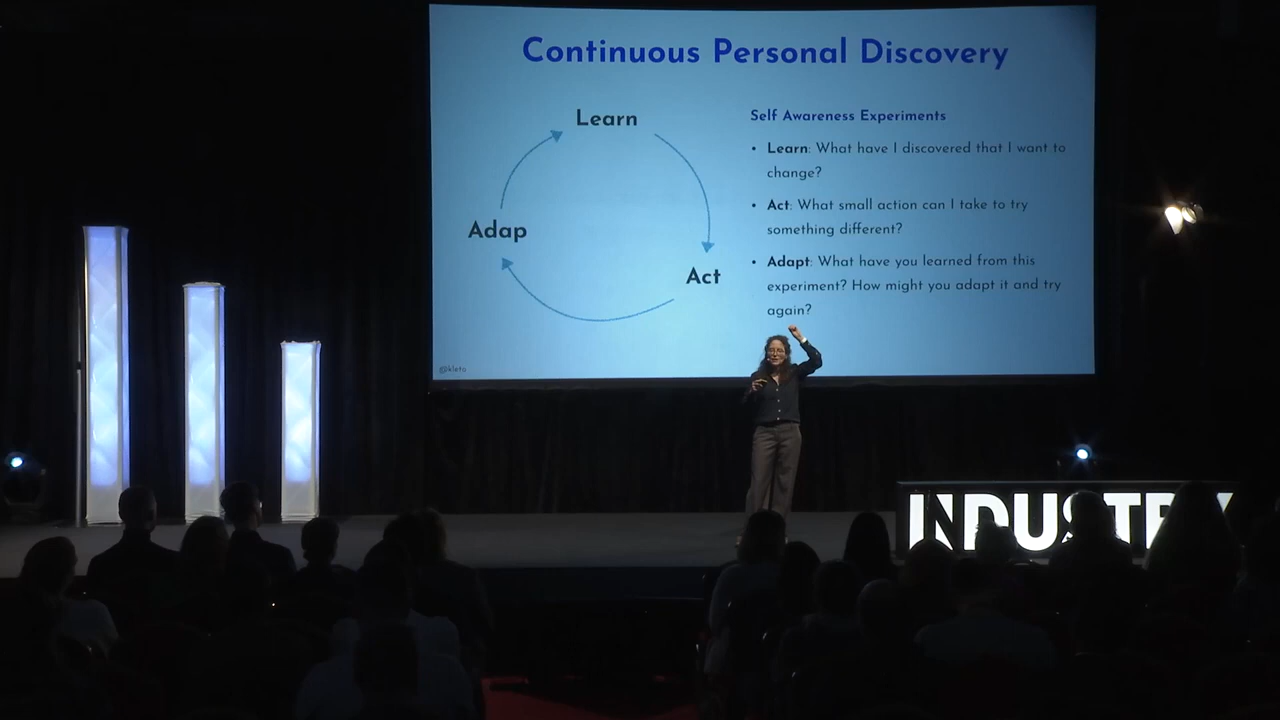 Continuous Personal Discovery
Learn
Adap
Act
Self Awareness Experiments
• Learn: What have I discovered that I want to
change?
• Act: What small action can I take to try
something different?
• Adapt: What have you learned from this
experiment? How might you adapt it and try
again?
@kleto
INDUSTRY